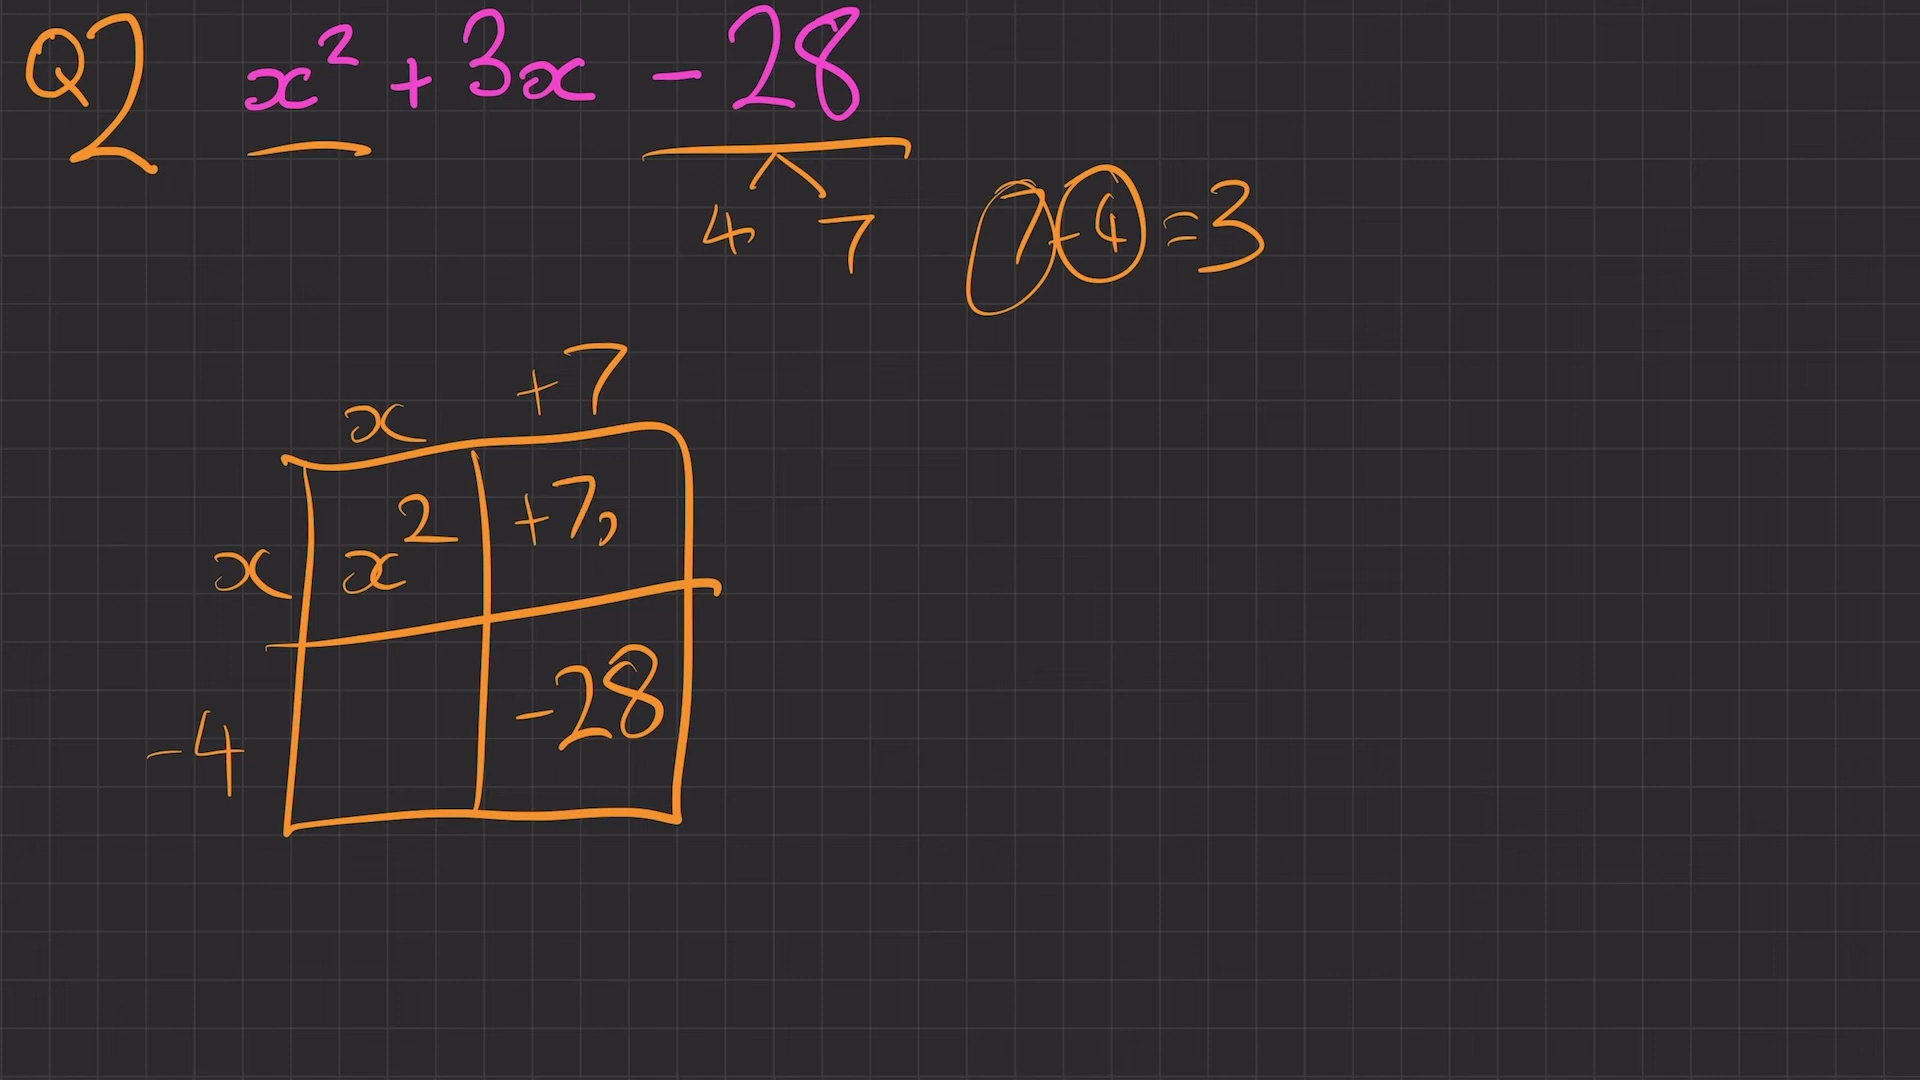 Q2 x² + 3x - 28
4 7
7 - 4 = 3
x + 7
x² + 7
x
- 28
- 4